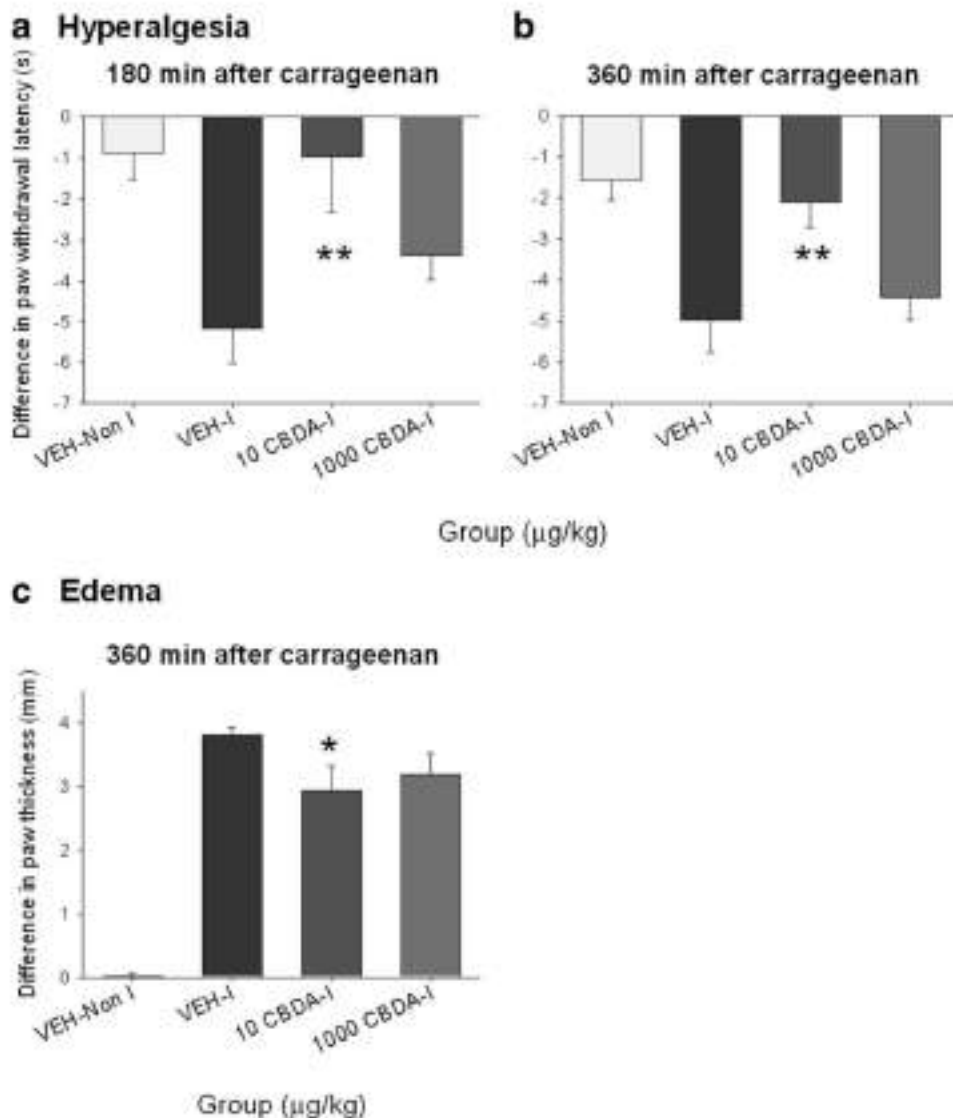 a Hyperalgesia
b
180 min after carrageenan
360 min after carrageenan
Difference in paw withdrawal latency (s)
0
-1
-2
-3
-4
-5
-6
-7
**
VEH-Non I
VEH-I
10 CBDA-I
1000 CBDA-I
0
-1
-2
-3
-4
-5
-6
-7
**
VEH-Non I
VEH-I
10 CBDA-I
1000 CBDA-I
Group (μg/kg)
c Edema
360 min after carrageenan
Difference in paw thickness (mm)
4
3
2
1
0
*
VEH-Non I
VEH-I
10 CBDA-I
1000 CBDA-I
Group (μg/kg)